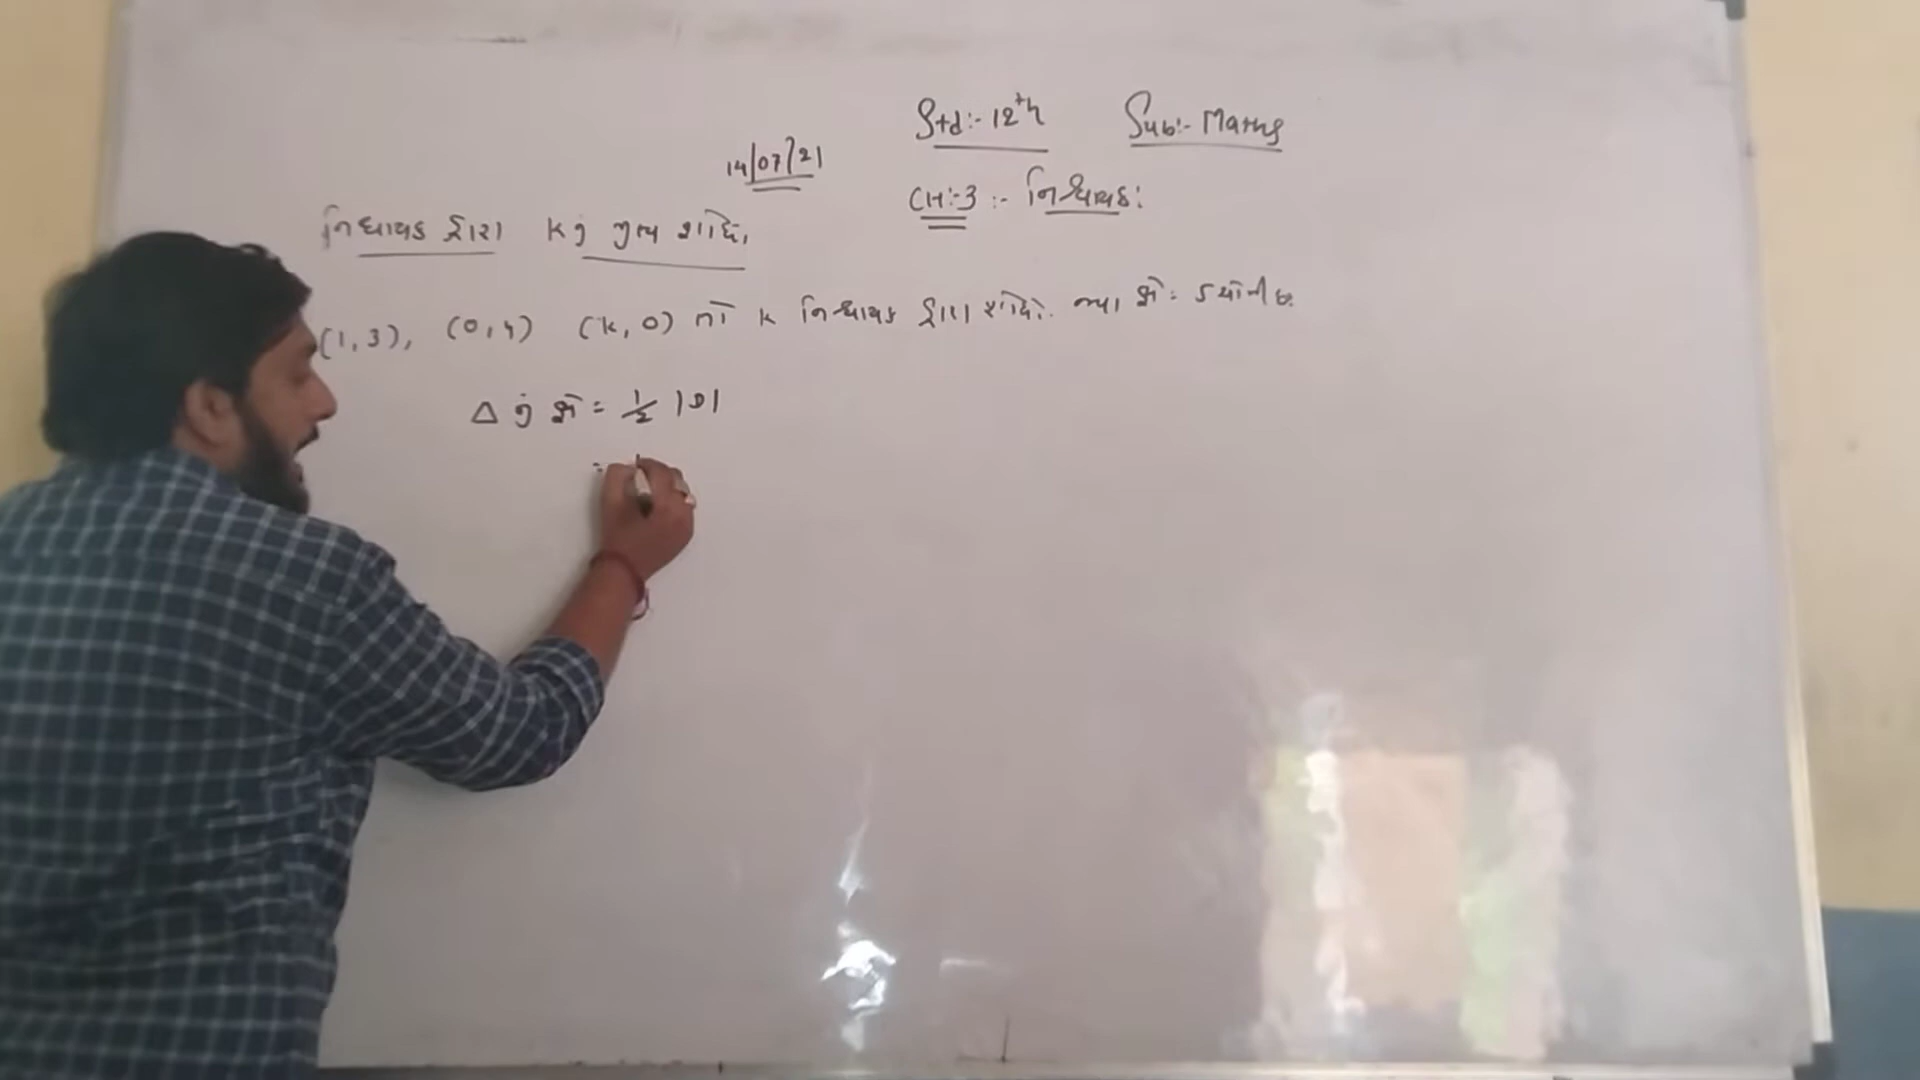 Std:- 12th Sub:- Maths
14/07/21
CH:-3 :- નિશ્ચાયક:
નિશ્ચાયક દ્વારા K નું મુલ્ય શોધો.
(1,3), (0,4) (k,0) નાં K નિશ્ચાયક દ્વારા શોધો. જ્યાં ક્ષે =
Δ નું ક્ષે = 1/2 |D|
=